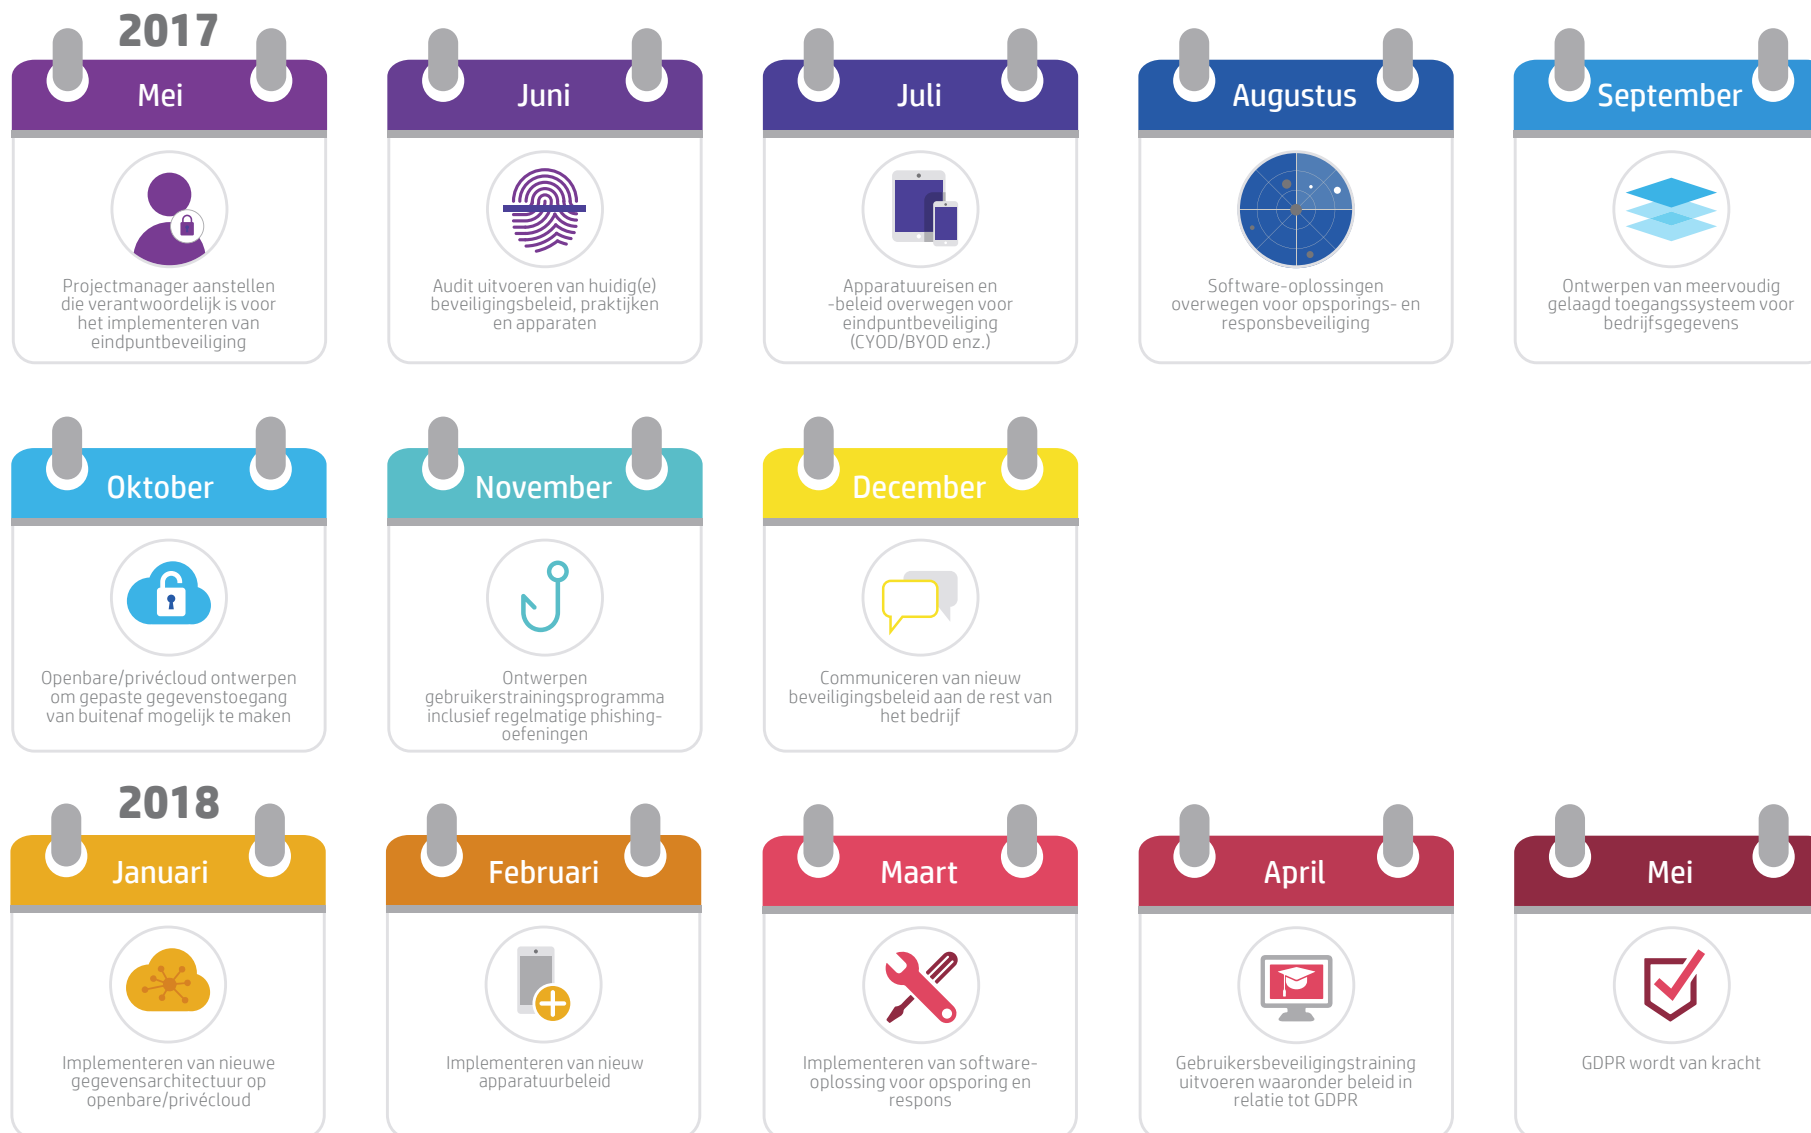 2017
Mei
Projectmanager aanstellen
die verantwoordelijk is voor
het implementeren van
eindpuntbeveiliging
Juni
Audit uitvoeren van huidig(e)
beveiligingsbeleid, praktijken
en apparaten
Juli
Apparatuureisen en
-beleid overwegen voor
eindpuntbeveiliging
(CYOD/BYOD enz.)
Augustus
Software-oplossingen
overwegen voor opsporings- en
responsbeveiliging
September
Ontwerpen van meervoudig
gelaagd toegangssysteem voor
bedrijfsgegevens
Oktober
Openbare/privécloud ontwerpen
om gepaste gegevenstoegang
van buitenaf mogelijk te maken
November
Ontwerpen
gebruikerstrainingsprogramma
inclusief regelmatige phishing-
oefeningen
December
Communiceren van nieuw
beveiligingsbeleid aan de rest van
het bedrijf
2018
Januari
Implementeren van nieuwe
gegevensarchitectuur op
openbare/privécloud
Februari
Implementeren van nieuw
apparatuurbeleid
Maart
Implementeren van software-
oplossing voor opsporing en
respons
April
Gebruikersbeveiligingstraining
uitvoeren waaronder beleid in
relatie tot GDPR
Mei
GDPR wordt van kracht